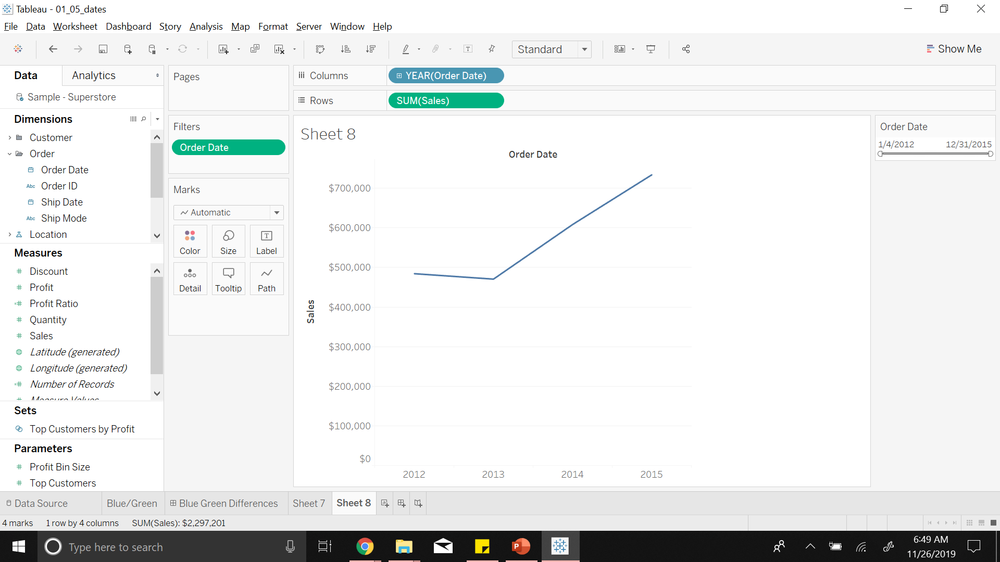 Tableau - 01_05_dates
File Data Worksheet Dashboard Story Analysis Map Format Server Window Help
Standard
Show Me
Data
Analytics
Sample - Superstore
Dimensions
Customer
Order
Order Date
Abc Order ID
Ship Date
Abc Ship Mode
Location
Measures
Discount
Profit
Profit Ratio
Quantity
Sales
Latitude (generated)
Longitude (generated)
Number of Records
Measure Values
Sets
Top Customers by Profit
Parameters
Profit Bin Size
Top Customers
Pages
Filters
Order Date
Marks
Automatic
Color Size Label
Detail Tooltip Path
Columns YEAR(Order Date)
Rows SUM(Sales)
Sheet 8
Order Date
Sales
$700,000
$600,000
$500,000
$400,000
$300,000
$200,000
$100,000
$0
2012 2013 2014 2015
Order Date
1/4/2012 12/31/2015
Data Source Blue/Green Blue Green Differences Sheet 7 Sheet 8
4 marks 1 row by 4 columns SUM(Sales): $2,297,201
Type here to search
6:49 AM
11/26/2019